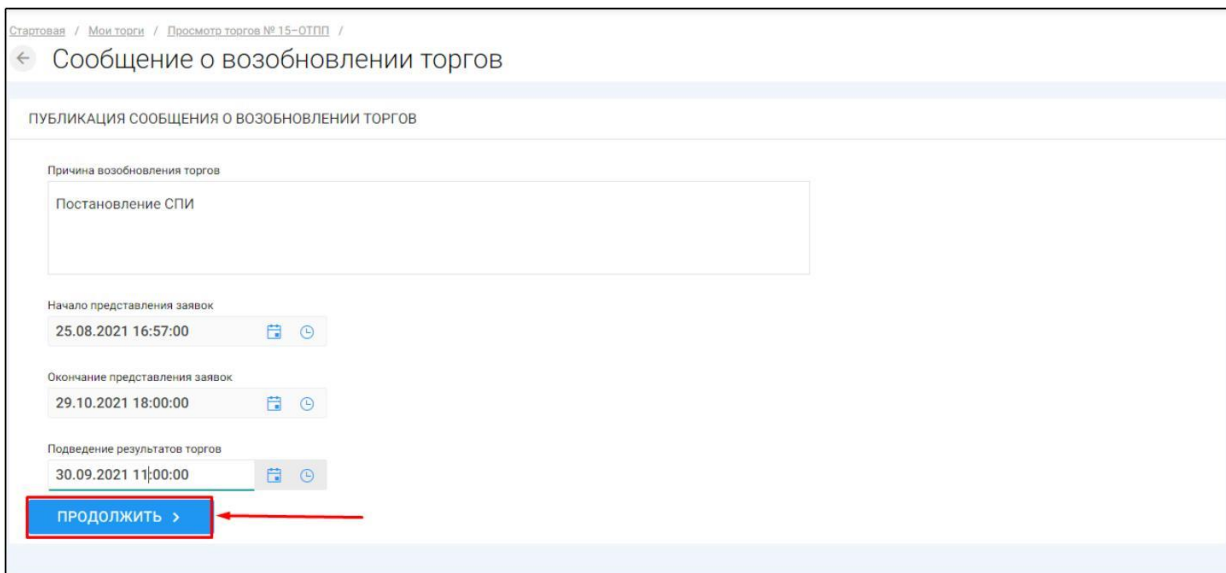 Стартовая / Мои торги / Просмотр торгов № 15-ОТПП /
Сообщение о возобновлении торгов
ПУБЛИКАЦИЯ СООБЩЕНИЯ О ВОЗОБНОВЛЕНИИ ТОРГОВ
Причина возобновления торгов
Постановление СПИ
Начало представления заявок
25.08.2021 16:57:00
Окончание представления заявок
29.10.2021 18:00:00
Подведение результатов торгов
30.09.2021 11:00:00
ПРОДОЛЖИТЬ >